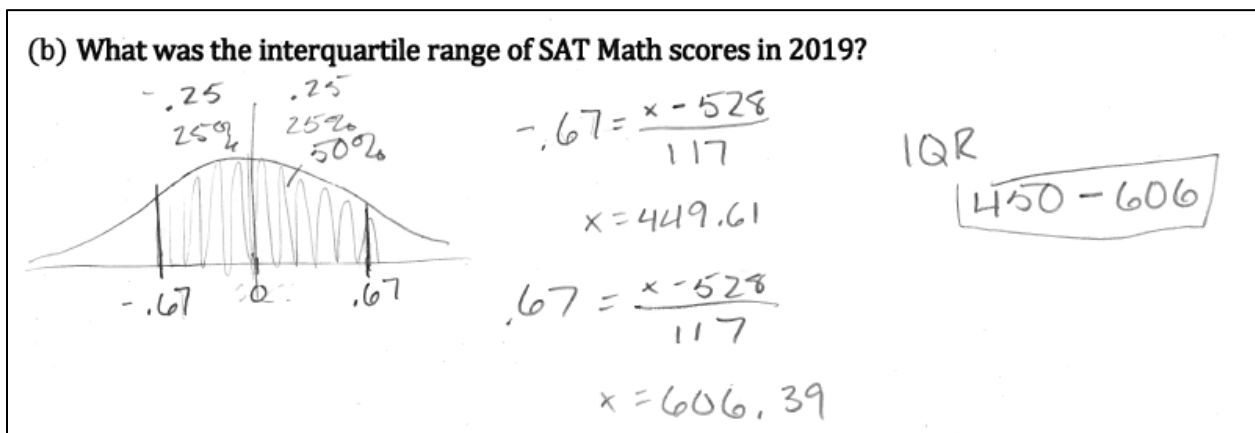 (b) What was the interquartile range of SAT Math scores in 2019?
-.25 .25
25% 25%
50%
-.67 0 .67
-.67 = x - 528
117
x = 449.61
.67 = x - 528
117
x = 606.39
IQR
450 - 606